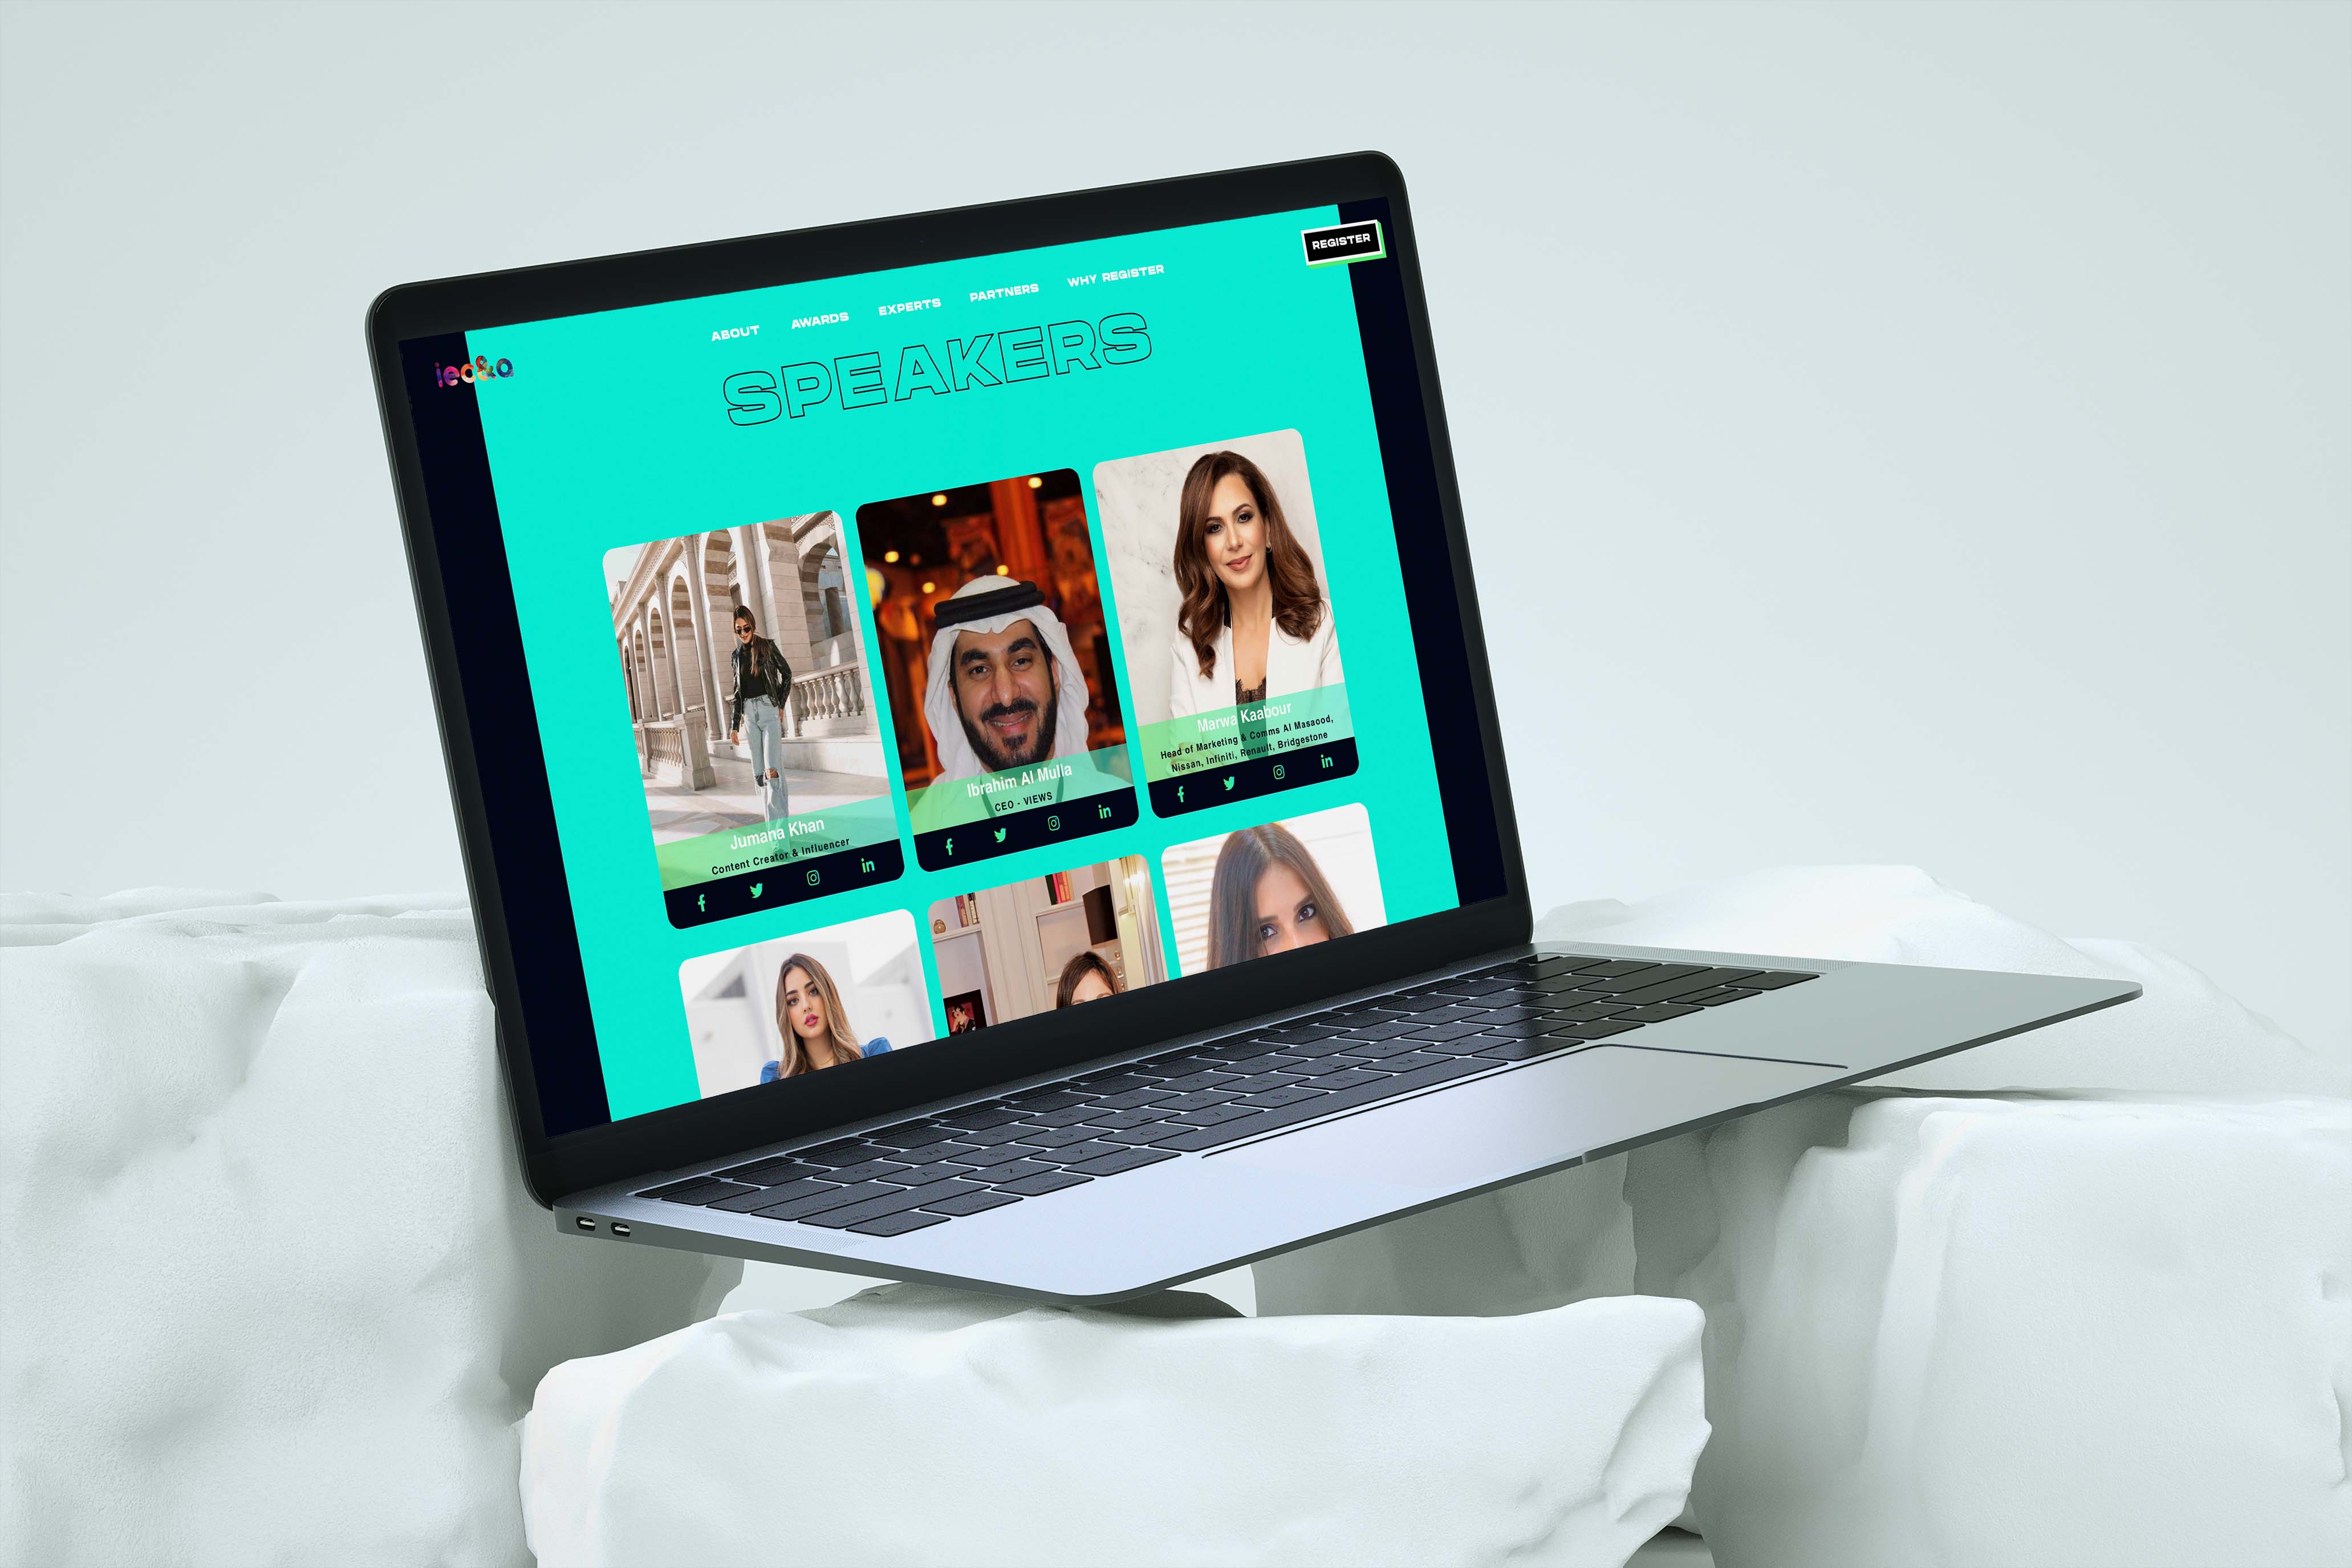 ABOUT AWARDS EXPERTS PARTNERS WHY REGISTER
REGISTER
iec&a
SPEAKERS
Jumana Khan
Content Creator & Influencer
Ibrahim Al Mulla
CEO - VIEWS
Marwa Kaabour
Head of Marketing & Comms Al Masaood,
Nissan, Infiniti, Renault, Bridgestone